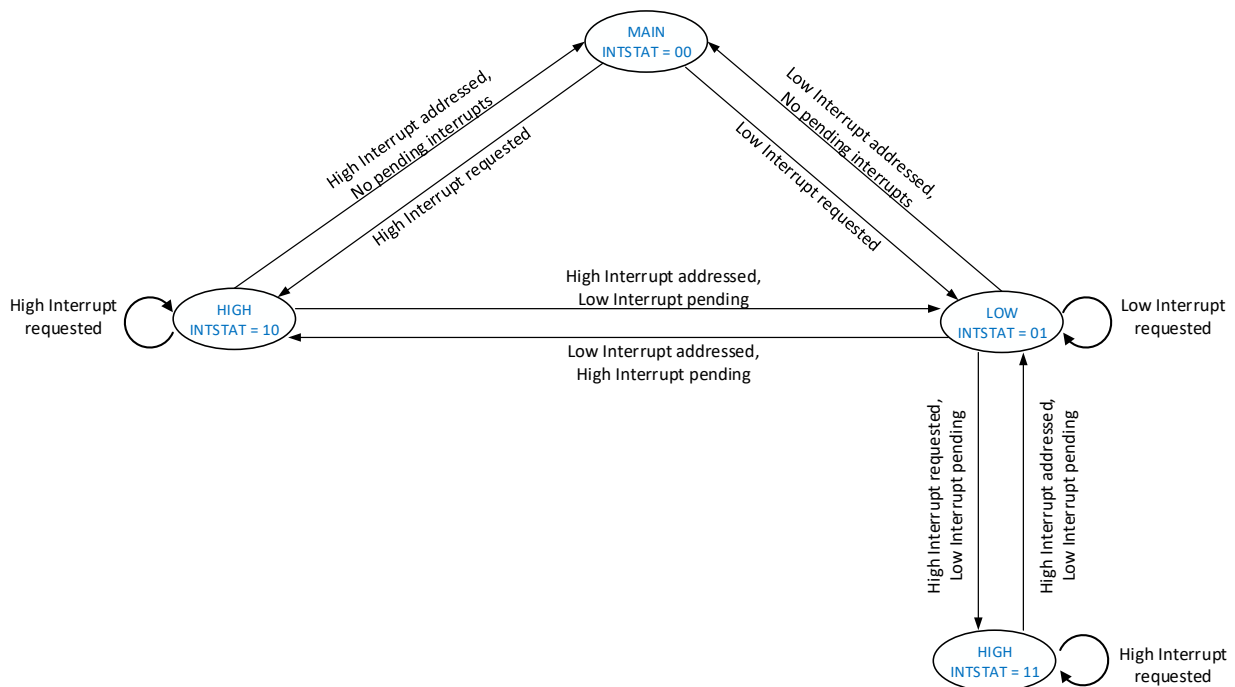 MAIN
INTSTAT = 00
High Interrupt addressed,
No pending interrupts
High Interrupt requested
Low Interrupt addressed,
No pending interrupts
Low Interrupt requested
High Interrupt
requested
HIGH
INTSTAT = 10
High Interrupt addressed,
Low Interrupt pending
Low Interrupt addressed,
High Interrupt pending
LOW
INTSTAT = 01
Low Interrupt
requested
High Interrupt requested,
Low Interrupt pending
High Interrupt addressed,
Low Interrupt pending
HIGH
INTSTAT = 11
High Interrupt
requested